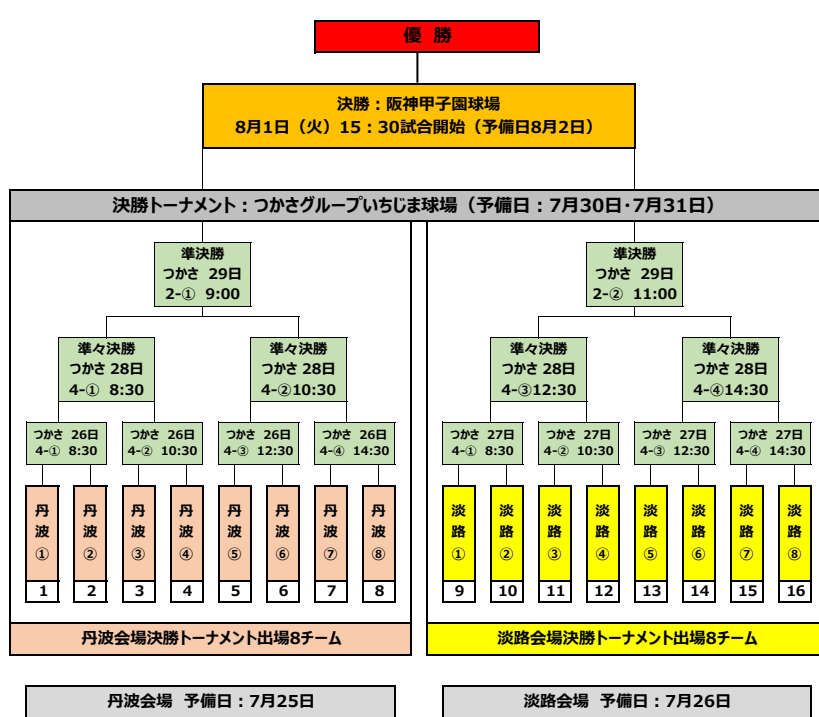 優 勝
決勝：阪神甲子園球場
8月1日（火）15：30試合開始（予備日8月2日）
決勝トーナメント：つかさグループいちじま球場（予備日：7月30日・7月31日）
準決勝
つかさ 29日
2-① 9:00
準決勝
つかさ 29日
2-② 11:00
準々決勝
つかさ 28日
4-① 8:30
準々決勝
つかさ 28日
4-②10:30
準々決勝
つかさ 28日
4-③12:30
準々決勝
つかさ 28日
4-④14:30
つかさ 26日
4-① 8:30
つかさ 26日
4-② 10:30
つかさ 26日
4-③ 12:30
つかさ 26日
4-④ 14:30
つかさ 27日
4-① 8:30
つかさ 27日
4-② 10:30
つかさ 27日
4-③ 12:30
つかさ 27日
4-④ 14:30
丹波①
丹波②
丹波③
丹波④
丹波⑤
丹波⑥
丹波⑦
丹波⑧
淡路①
淡路②
淡路③
淡路④
淡路⑤
淡路⑥
淡路⑦
淡路⑧
1 2 3 4 5 6 7 8 9 10 11 12 13 14 15 16
丹波会場決勝トーナメント出場8チーム
淡路会場決勝トーナメント出場8チーム
丹波会場 予備日：7月25日
淡路会場 予備日：7月26日